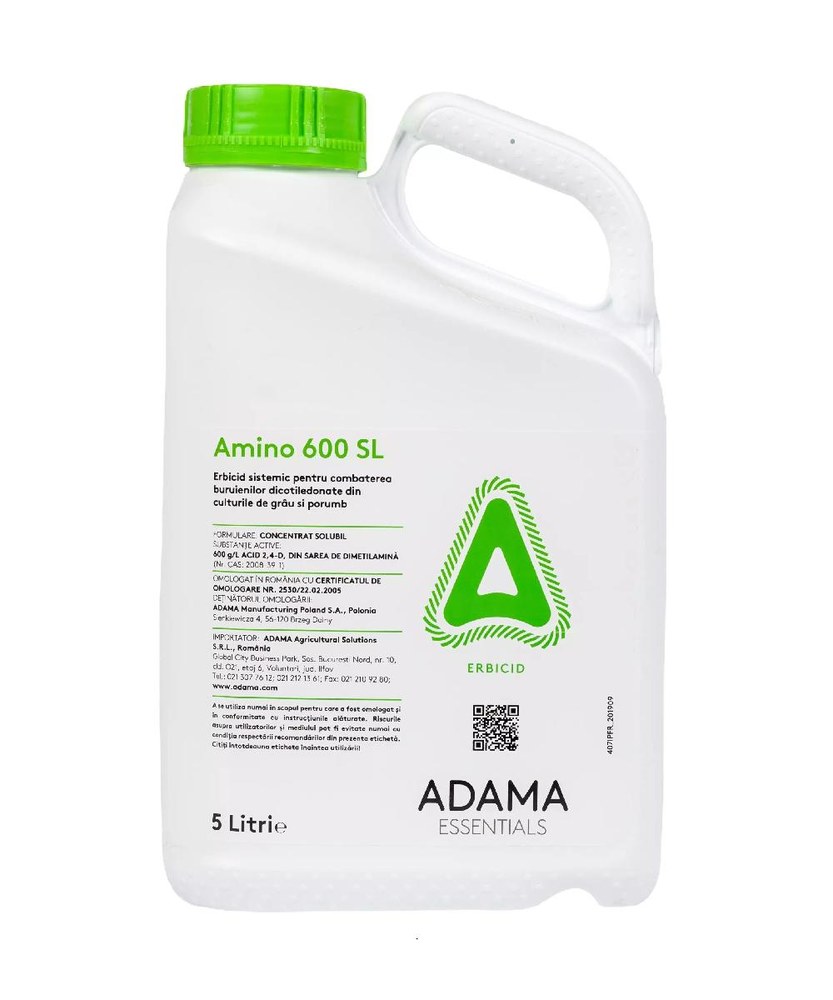 Amino 600 SL
Erbicid sistemic pentru combaterea
buruienilor dicotiledonate din
culturile de grâu si porumb
FORMULARE: CONCENTRAT SOLUBIL
SUBSTANȚE ACTIVE:
600 g/L ACID 2,4-D, DIN SAREA DE DIMETILAMINĂ
(Nr. CAS: 2008-39-1)
OMOLOGAT ÎN ROMÂNIA CU CERTIFICATUL DE
OMOLOGARE NR. 2530/22.02.2005
DEȚINĂTORUL OMOLOGĂRII:
ADAMA Manufacturing Poland S.A., Polonia
Sienkiewicza 4, 56-120 Brzeg Dolny
IMPORTATOR: ADAMA Agricultural Solutions
S.R.L., România
Global City Business Park, Sos. Bucuresti Nord, nr. 10,
cld. O21, etaj 6, Voluntari, jud. Ilfov
Tel.: 021 307 76 12; 021 212 13 61; Fax: 021 210 92 80;
www.adama.com
A se utiliza numai în scopul pentru care a fost omologat și
în conformitate cu instrucțiunile alăturate. Riscurile
asupra utilizatorilor și mediului pot fi evitate numai cu
condiția respectării recomandărilor din prezenta etichetă.
Citiți întotdeauna eticheta înaintea utilizării!
5 Litri℮
ERBICID
407|PFR_201909
ADAMA
ESSENTIALS